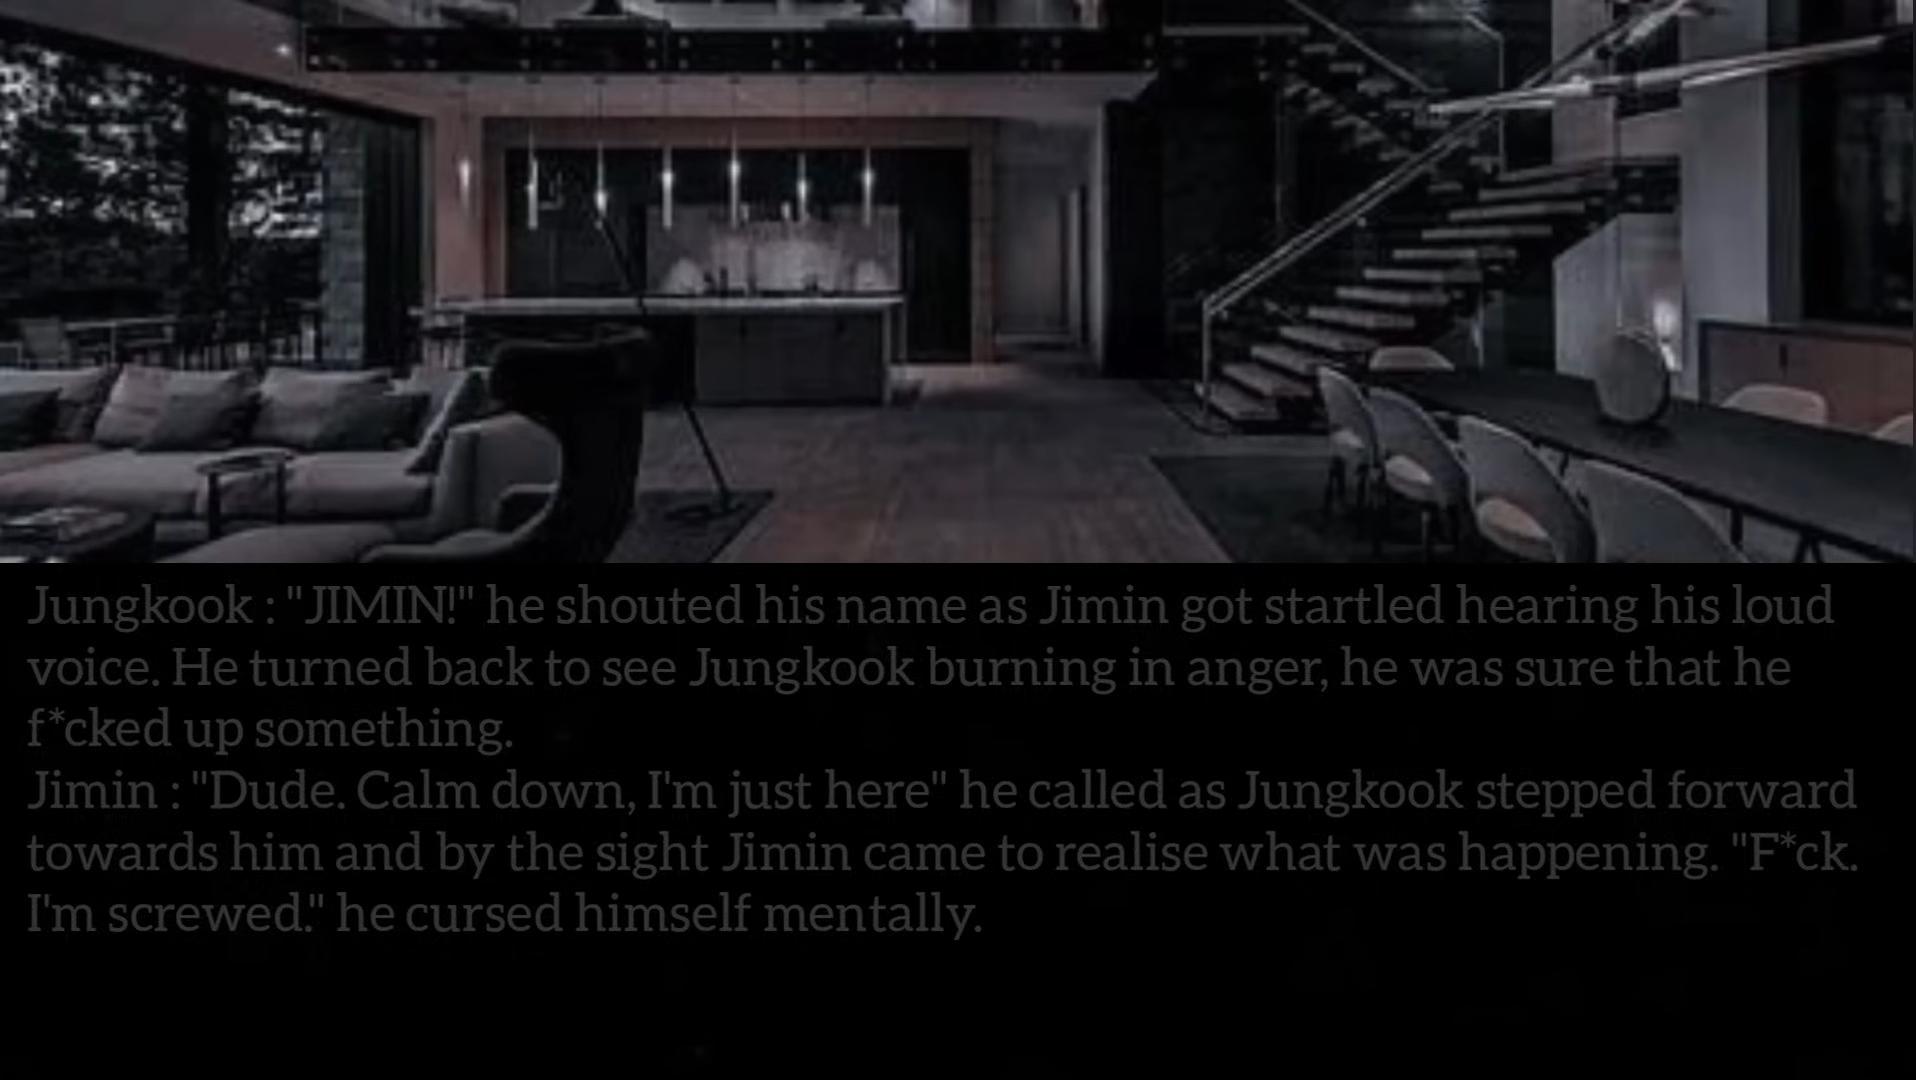 Jungkook : "JIMIN!" he shouted his name as Jimin got startled hearing his loud
voice. He turned back to see Jungkook burning in anger, he was sure that he
f*cked up something.
Jimin : "Dude. Calm down, I'm just here" he called as Jungkook stepped forward
towards him and by the sight Jimin came to realise what was happening. "F*ck.
I'm screwed." he cursed himself mentally.